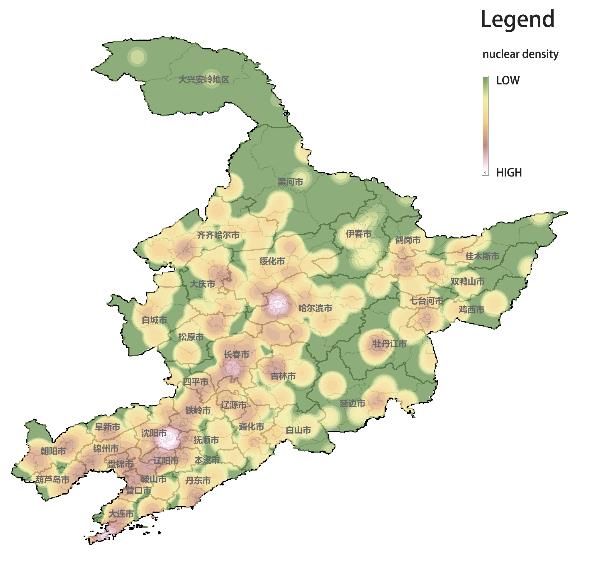 Legend
nuclear density
LOW
HIGH
大兴安岭地区
黑河市
齐齐哈尔市
伊春市
鹤岗市
佳木斯市
绥化市
大庆市
双鸭山市
七台河市
鸡西市
哈尔滨市
白城市
松原市
牡丹江市
长春市
吉林市
四平市
延边市
辽源市
铁岭市
通化市
白山市
阜新市
沈阳市
抚顺市
朝阳市
锦州市
盘锦市
辽阳市
本溪市
葫芦岛市
鞍山市
丹东市
营口市
大连市